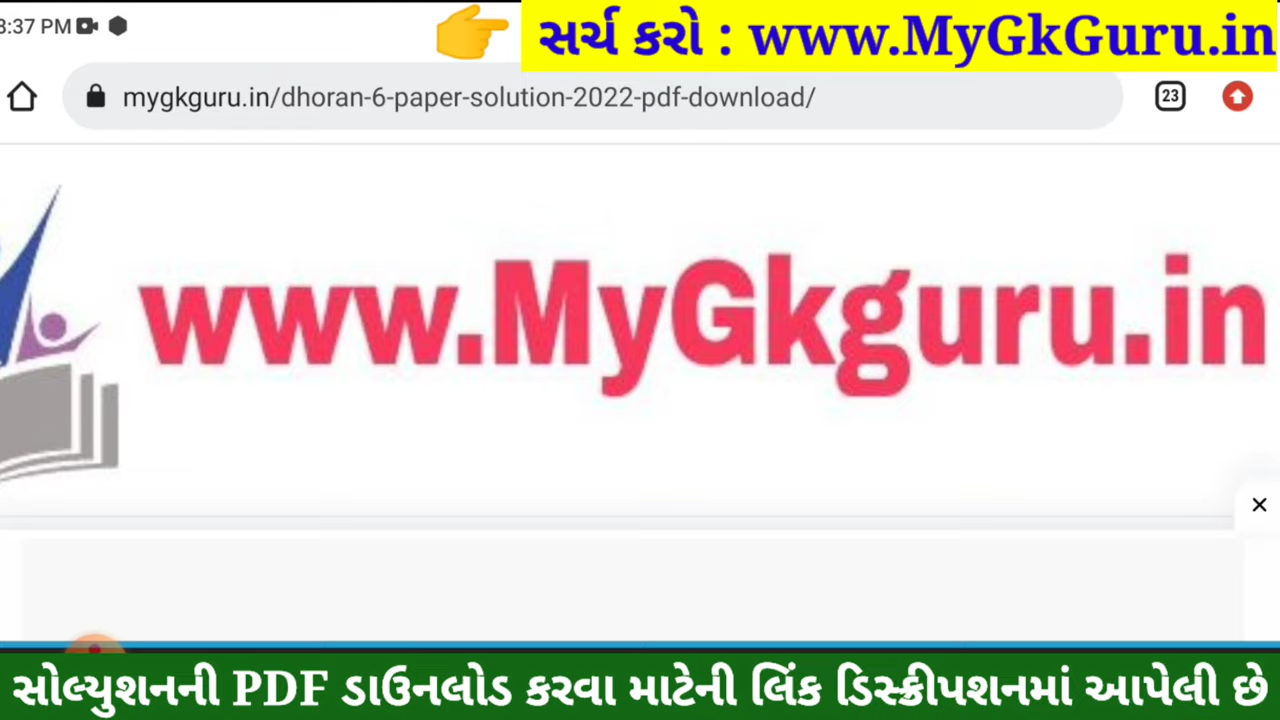 8:37 PM
સર્ચ કરો : www.MyGkGuru.in
mygkguru.in/dhoran-6-paper-solution-2022-pdf-download/
23
www.MyGkguru.in
સોલ્યુશનની PDF ડાઉનલોડ કરવા માટેની લિંક ડિસ્ક્રીપશનમાં આપેલી છે